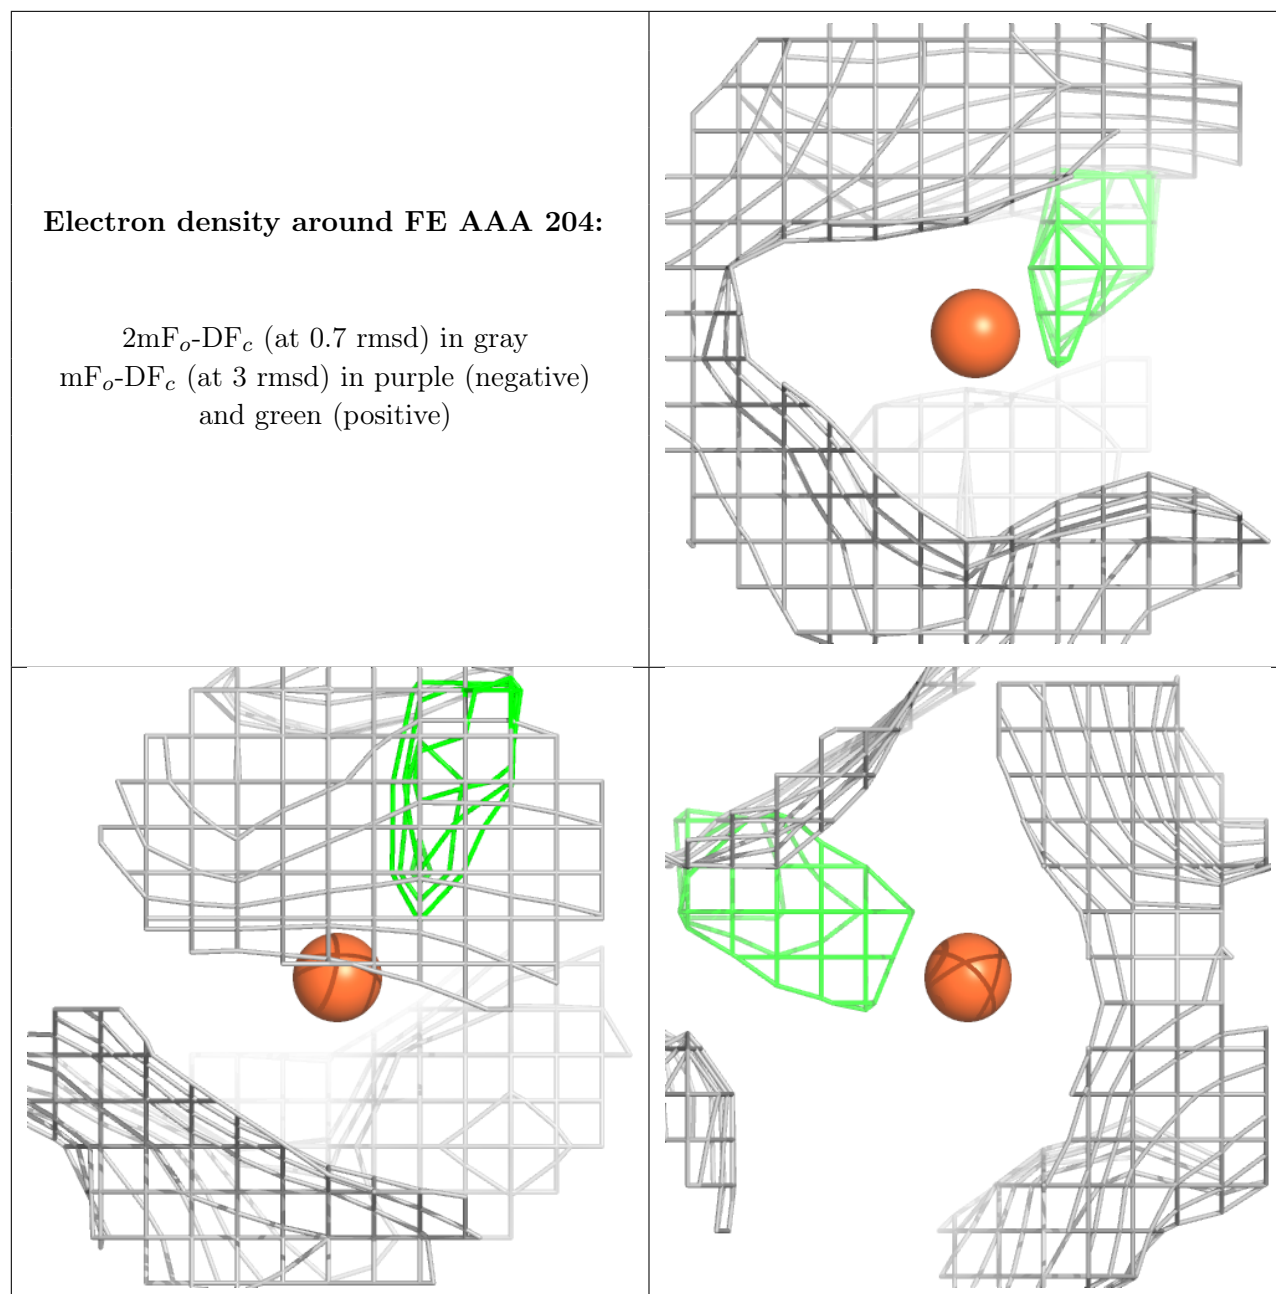 Electron density around FE AAA 204:
2mFo-DFc (at 0.7 rmsd) in gray
mFo-DFc (at 3 rmsd) in purple (negative)
and green (positive)